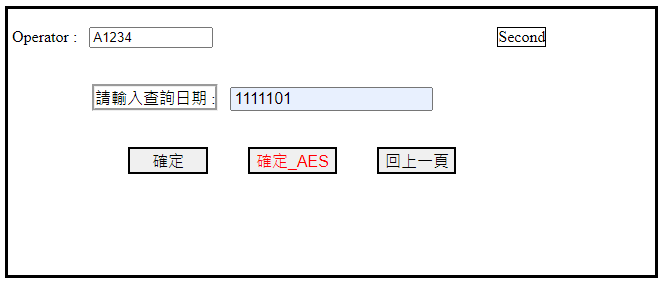 Operator : A1234 Second
請輸入查詢日期 : 1111101
確定 確定_AES 回上一頁